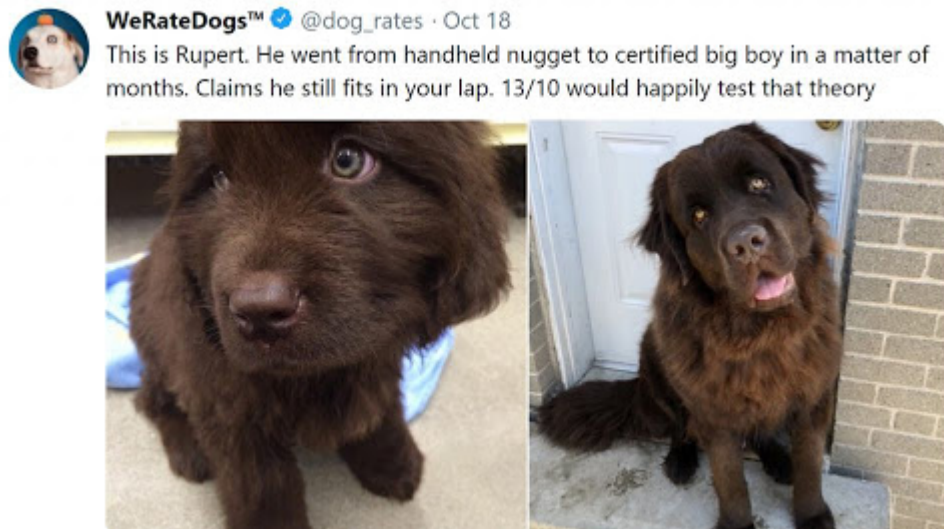 WeRateDogs™ @dog_rates · Oct 18
This is Rupert. He went from handheld nugget to certified big boy in a matter of
months. Claims he still fits in your lap. 13/10 would happily test that theory